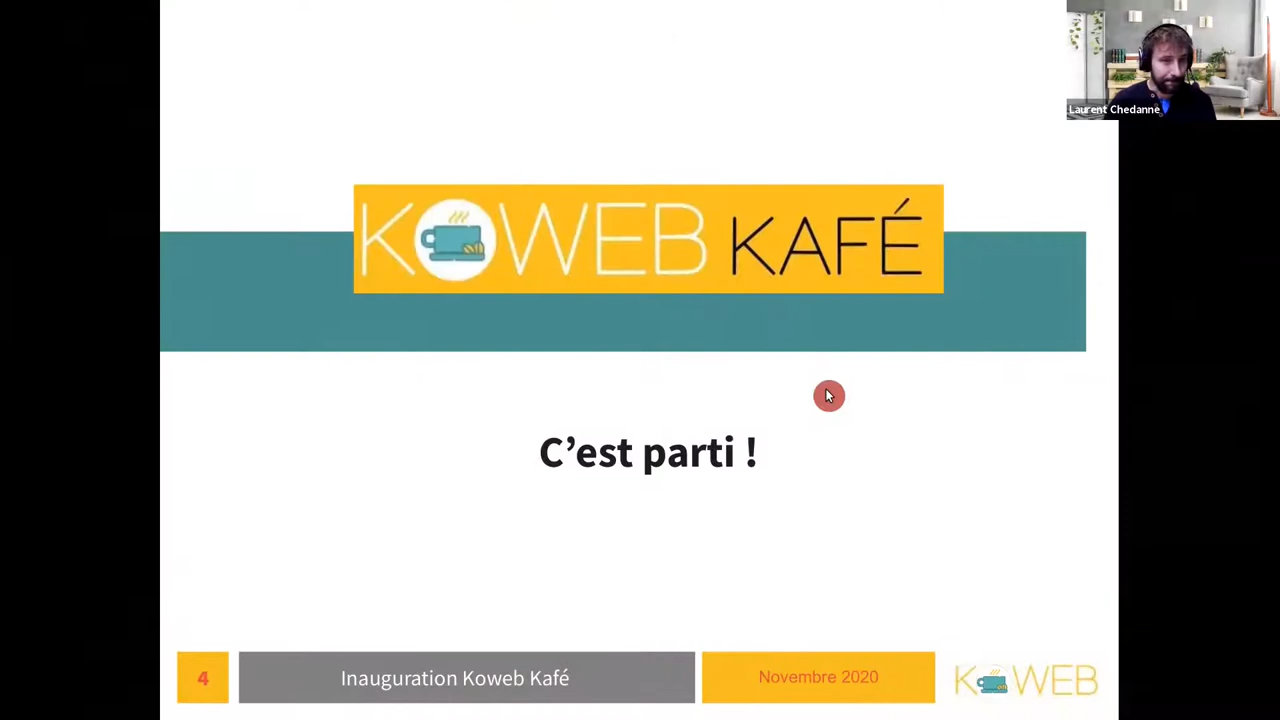 Laurent Chedanne
KOWEB KAFÉ
C’est parti !
4
Inauguration Koweb Kafé
Novembre 2020
KOWEB